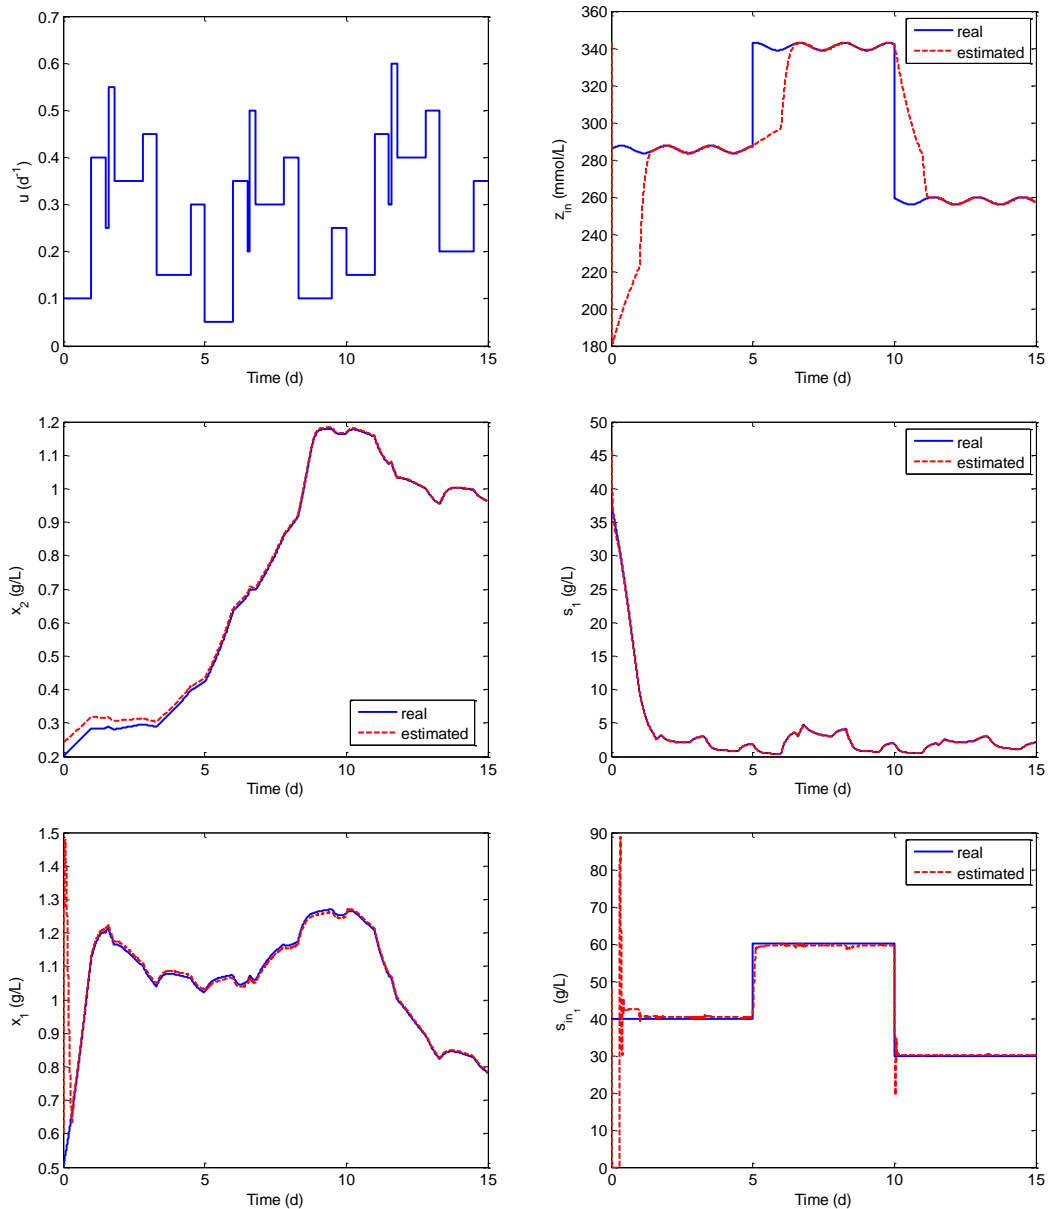 0.7
0.6
0.5
0.4
0.3
0.2
0.1
0
u (d⁻¹)
0 5 10 15
Time (d)
360
340
320
300
280
260
240
220
200
180
z_in (mmol/L)
real
estimated
0 5 10 15
Time (d)
1.2
1.1
1
0.9
0.8
0.7
0.6
0.5
0.4
0.3
0.2
x₂ (g/L)
real
estimated
0 5 10 15
Time (d)
50
45
40
35
30
25
20
15
10
5
0
s₁ (g/L)
real
estimated
0 5 10 15
Time (d)
1.5
1.4
1.3
1.2
1.1
1
0.9
0.8
0.7
0.6
0.5
x₁ (g/L)
0 5 10 15
Time (d)
90
80
70
60
50
40
30
20
10
0
s_in₁ (g/L)
real
estimated
0 5 10 15
Time (d)